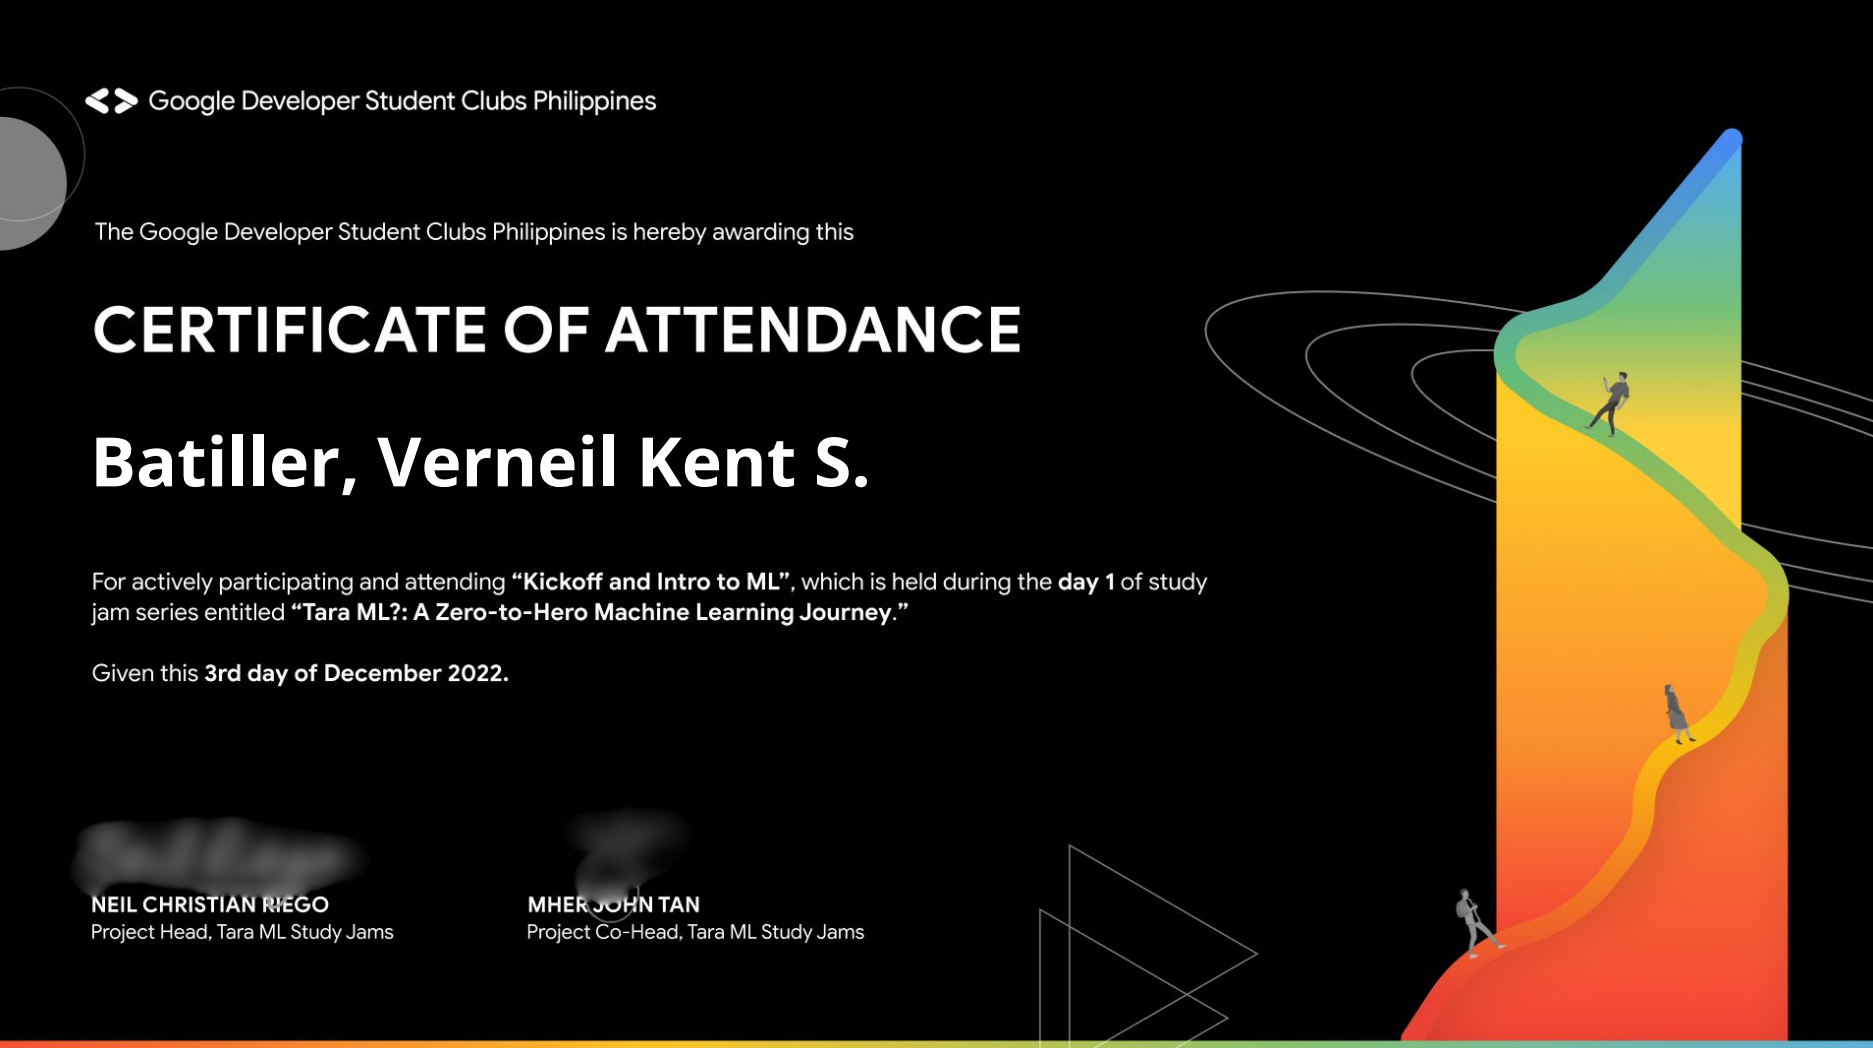 Google Developer Student Clubs Philippines
The Google Developer Student Clubs Philippines is hereby awarding this
CERTIFICATE OF ATTENDANCE
Batiller, Verneil Kent S.
For actively participating and attending “Kickoff and Intro to ML”, which is held during the day 1 of study
jam series entitled “Tara ML?: A Zero-to-Hero Machine Learning Journey.”
Given this 3rd day of December 2022.
NEIL CHRISTIAN RIEGO
Project Head, Tara ML Study Jams
MHER JOHN TAN
Project Co-Head, Tara ML Study Jams